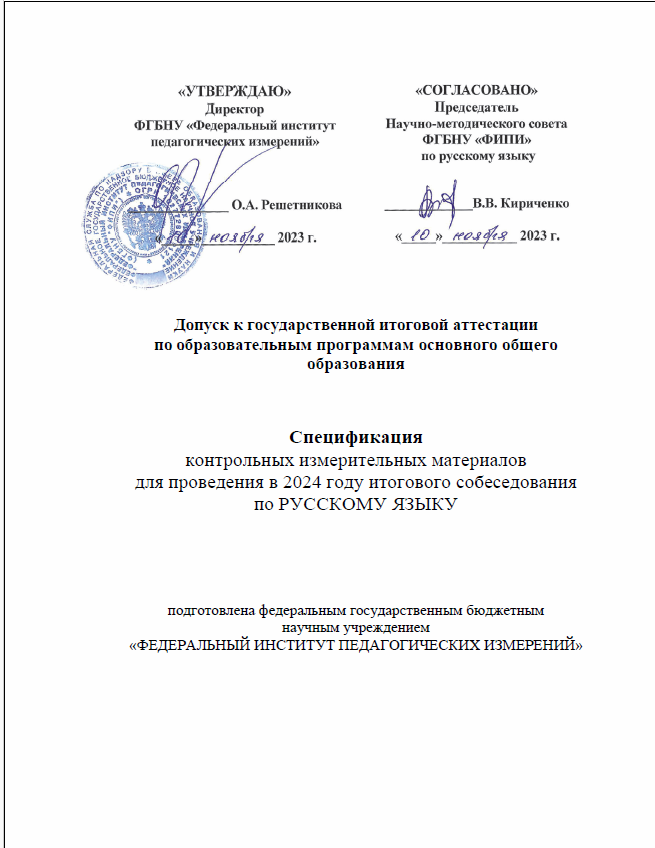 «УТВЕРЖДАЮ»
Директор
ФГБНУ «Федеральный институт
педагогических измерений»
О.А. Решетникова
«10» ноября 2023 г.
«СОГЛАСОВАНО»
Председатель
Научно-методического совета
ФГБНУ «ФИПИ»
по русскому языку
В.В. Кириченко
«10» ноября 2023 г.
Допуск к государственной итоговой аттестации
по образовательным программам основного общего
образования
Спецификация
контрольных измерительных материалов
для проведения в 2024 году итогового собеседования
по РУССКОМУ ЯЗЫКУ
подготовлена федеральным государственным бюджетным
научным учреждением
«ФЕДЕРАЛЬНЫЙ ИНСТИТУТ ПЕДАГОГИЧЕСКИХ ИЗМЕРЕНИЙ»